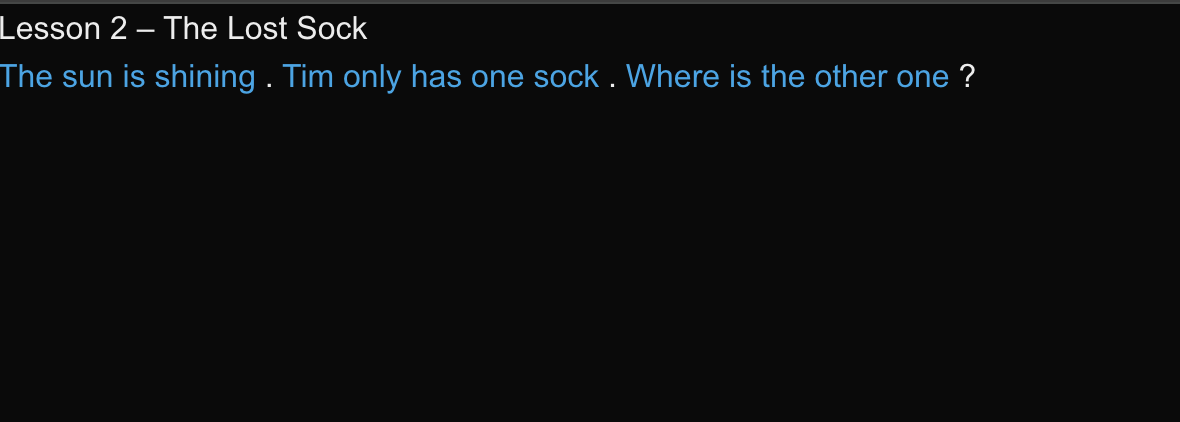 Lesson 2 – The Lost Sock
The sun is shining . Tim only has one sock . Where is the other one ?